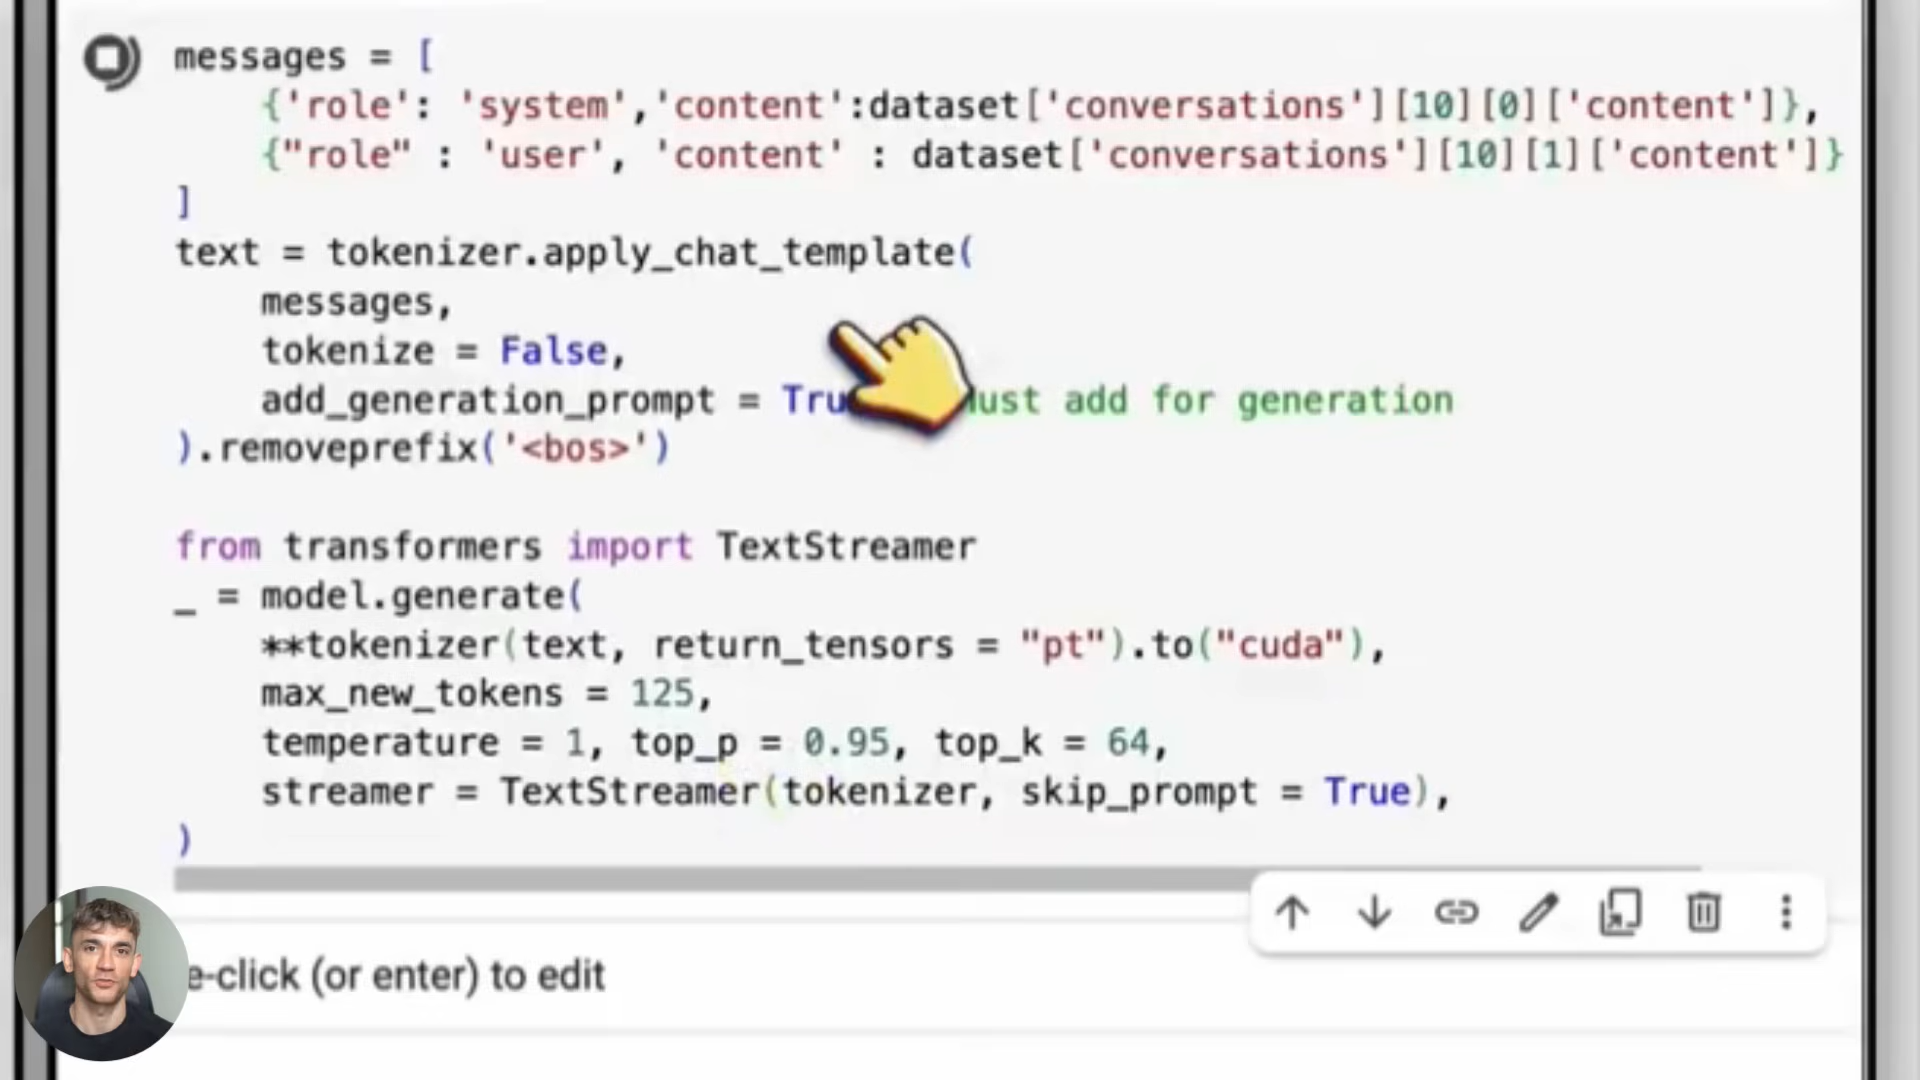 messages = [
    {'role': 'system','content':dataset['conversations'][10][0]['content']},
    {"role" : 'user', 'content' : dataset['conversations'][10][1]['content']}
]
text = tokenizer.apply_chat_template(
    messages,
    tokenize = False,
    add_generation_prompt = Tru ust add for generation
).removeprefix('<bos>')
from transformers import TextStreamer
_ = model.generate(
    **tokenizer(text, return_tensors = "pt").to("cuda"),
    max_new_tokens = 125,
    temperature = 1, top_p = 0.95, top_k = 64,
    streamer = TextStreamer(tokenizer, skip_prompt = True),
)
e-click (or enter) to edit